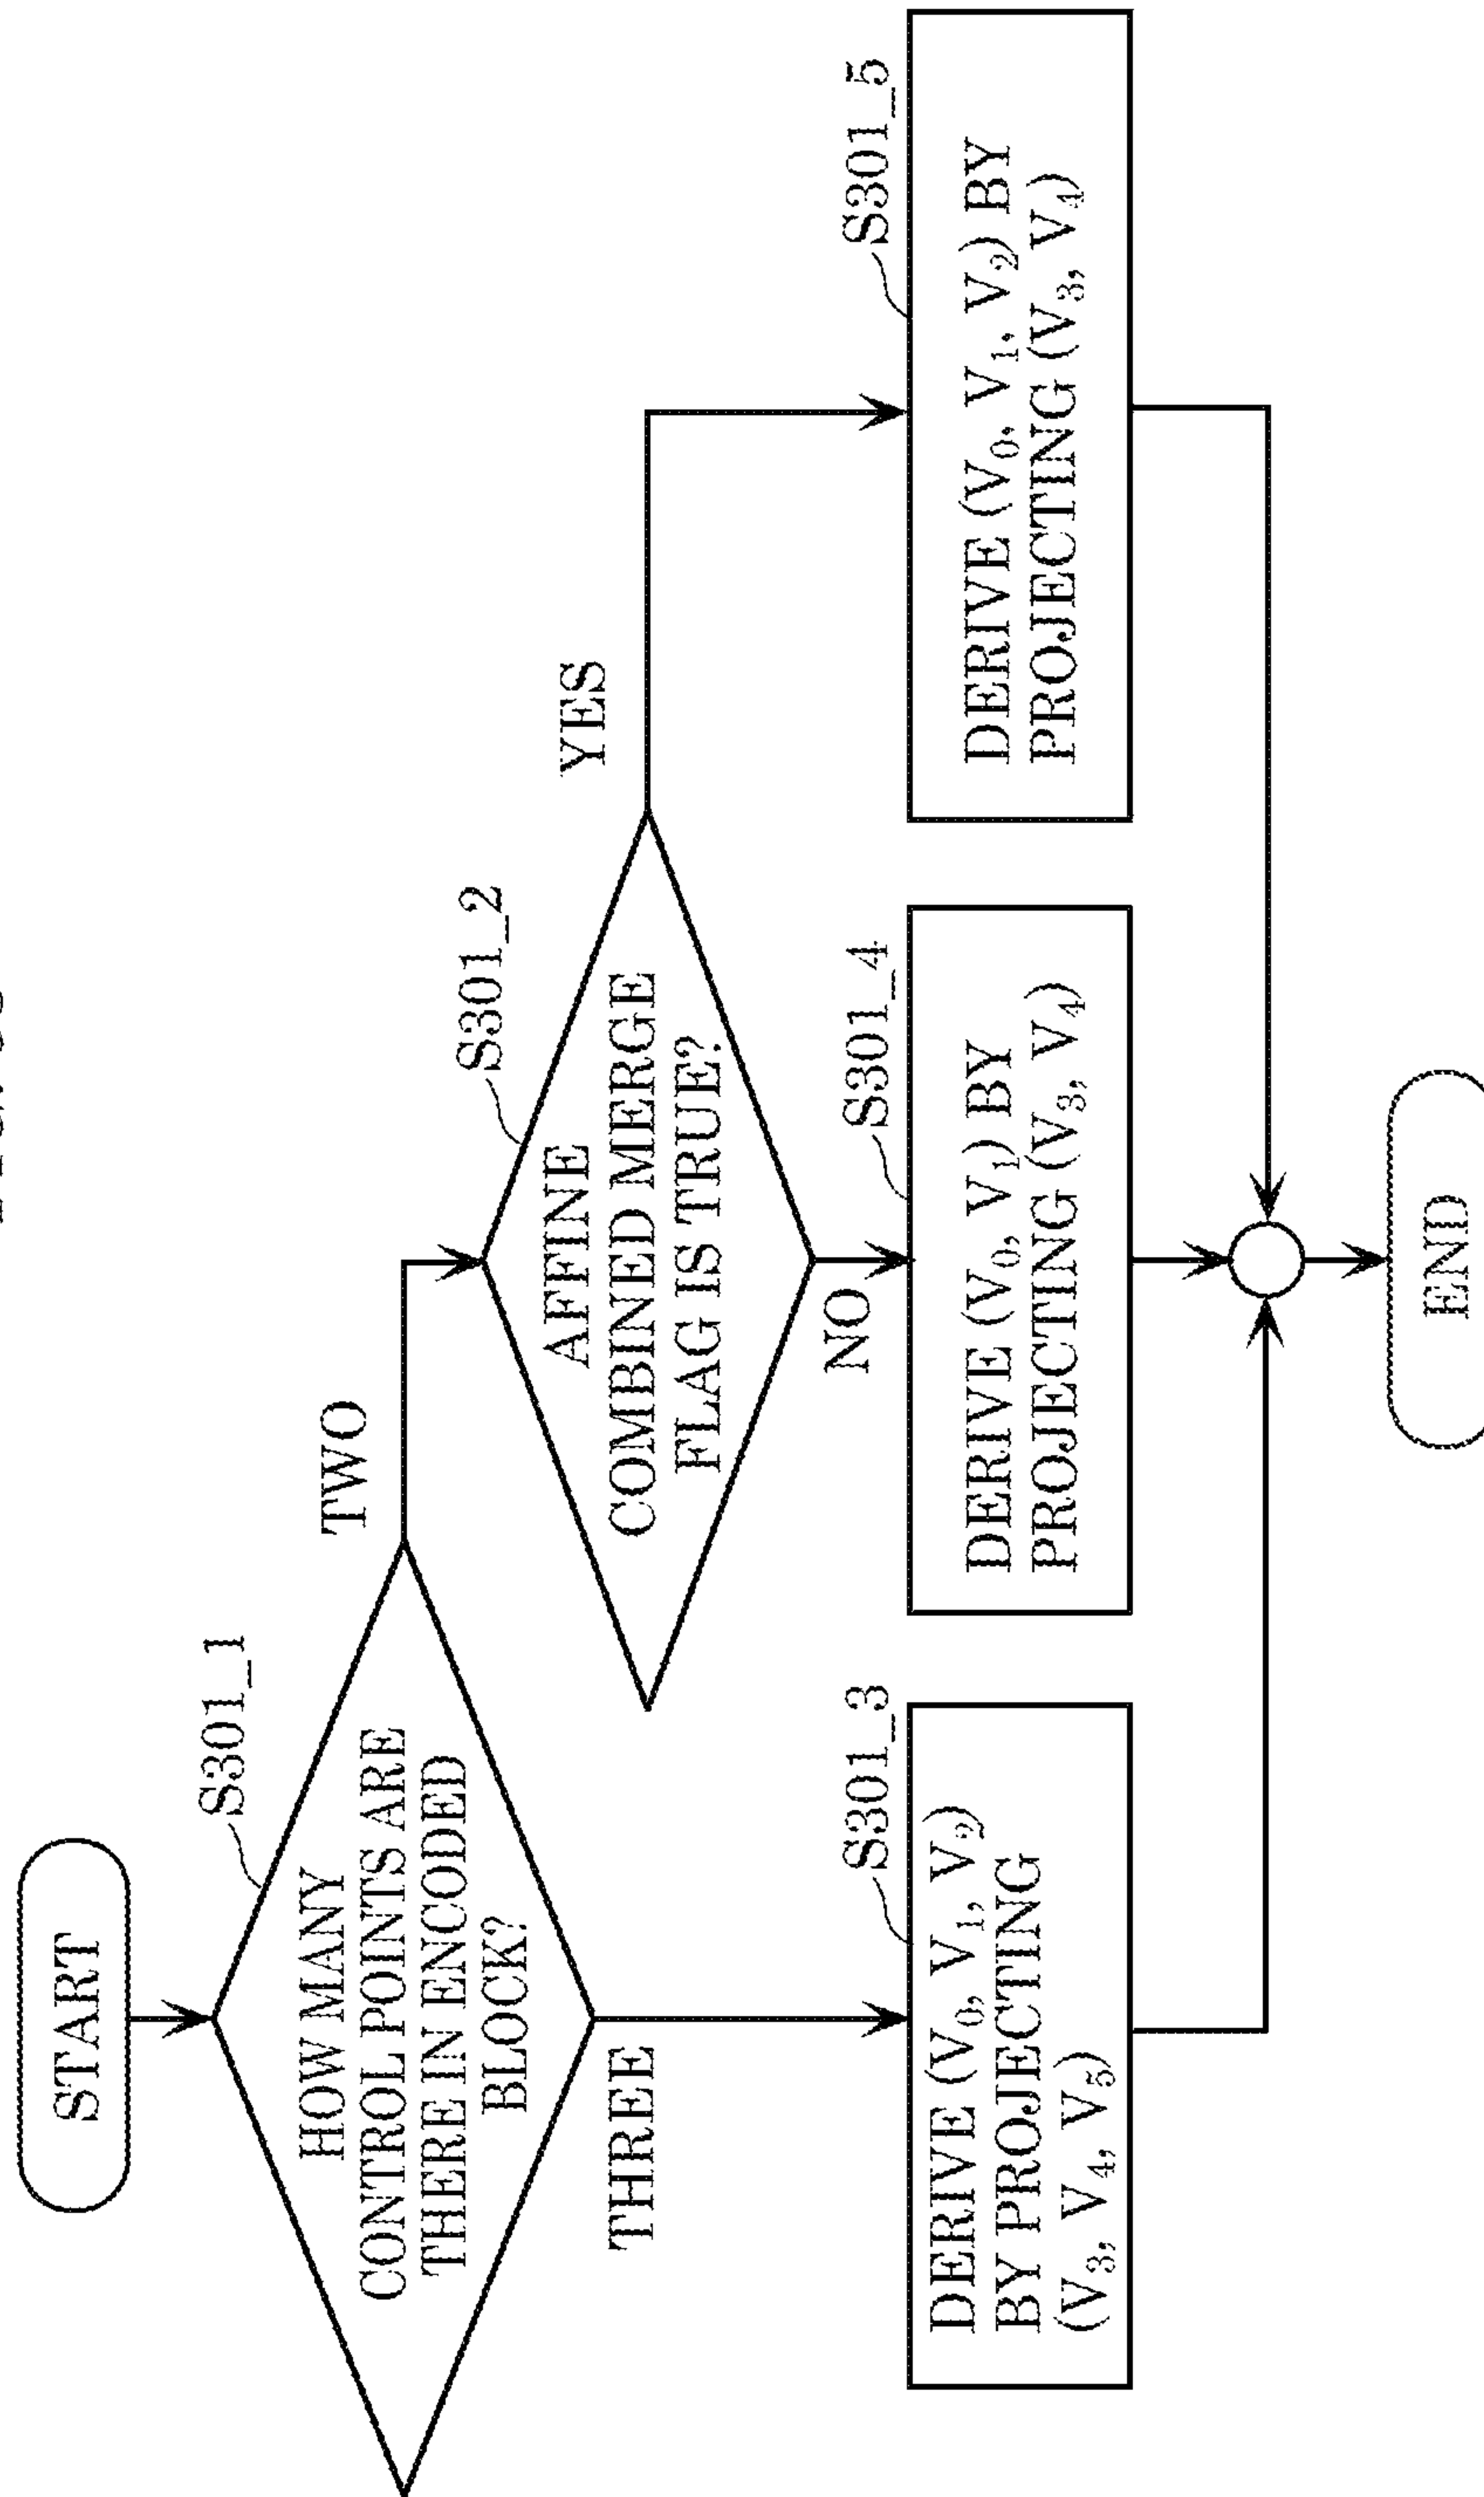 START
S301_1
HOW MANY
CONTROL POINTS ARE
THERE IN ENCODED
BLOCK?
TWO
THREE
S301_2
AFFINE
COMBINED MERGE
FLAG IS TRUE?
YES
NO
S301_3
DERIVE (V₀, V₁, V₂)
BY PROJECTING
(V₃, V₄, V₅)
S301_4
DERIVE (V₀, V₁) BY
PROJECTING (V₃, V₄)
S301_5
DERIVE (V₀, V₁, V₂) BY
PROJECTING (V₃, V₄)
END